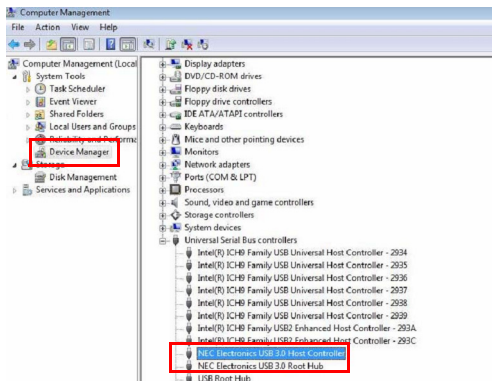 Computer Management
File Action View Help
Computer Management (Local
System Tools
Task Scheduler
Event Viewer
Shared Folders
Local Users and Groups
Reliability and Performa
Device Manager
Storage
Disk Management
Services and Applications
Display adapters
DVD/CD-ROM drives
Floppy disk drives
Floppy drive controllers
IDE ATA/ATAPI controllers
Keyboards
Mice and other pointing devices
Monitors
Network adapters
Ports (COM & LPT)
Processors
Sound, video and game controllers
Storage controllers
System devices
Universal Serial Bus controllers
Intel(R) ICH9 Family USB Universal Host Controller - 2934
Intel(R) ICH9 Family USB Universal Host Controller - 2935
Intel(R) ICH9 Family USB Universal Host Controller - 2936
Intel(R) ICH9 Family USB Universal Host Controller - 2937
Intel(R) ICH9 Family USB Universal Host Controller - 2938
Intel(R) ICH9 Family USB Universal Host Controller - 2939
Intel(R) ICH9 Family USB2 Enhanced Host Controller - 293A
Intel(R) ICH9 Family USB2 Enhanced Host Controller - 293C
NEC Electronics USB 3.0 Host Controller
NEC Electronics USB 3.0 Root Hub
USB Root Hub